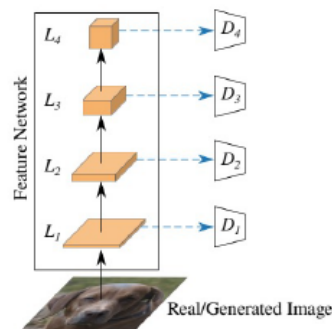 L4
D4
L3
D3
L2
D2
L1
D1
Feature Network
Real/Generated Image